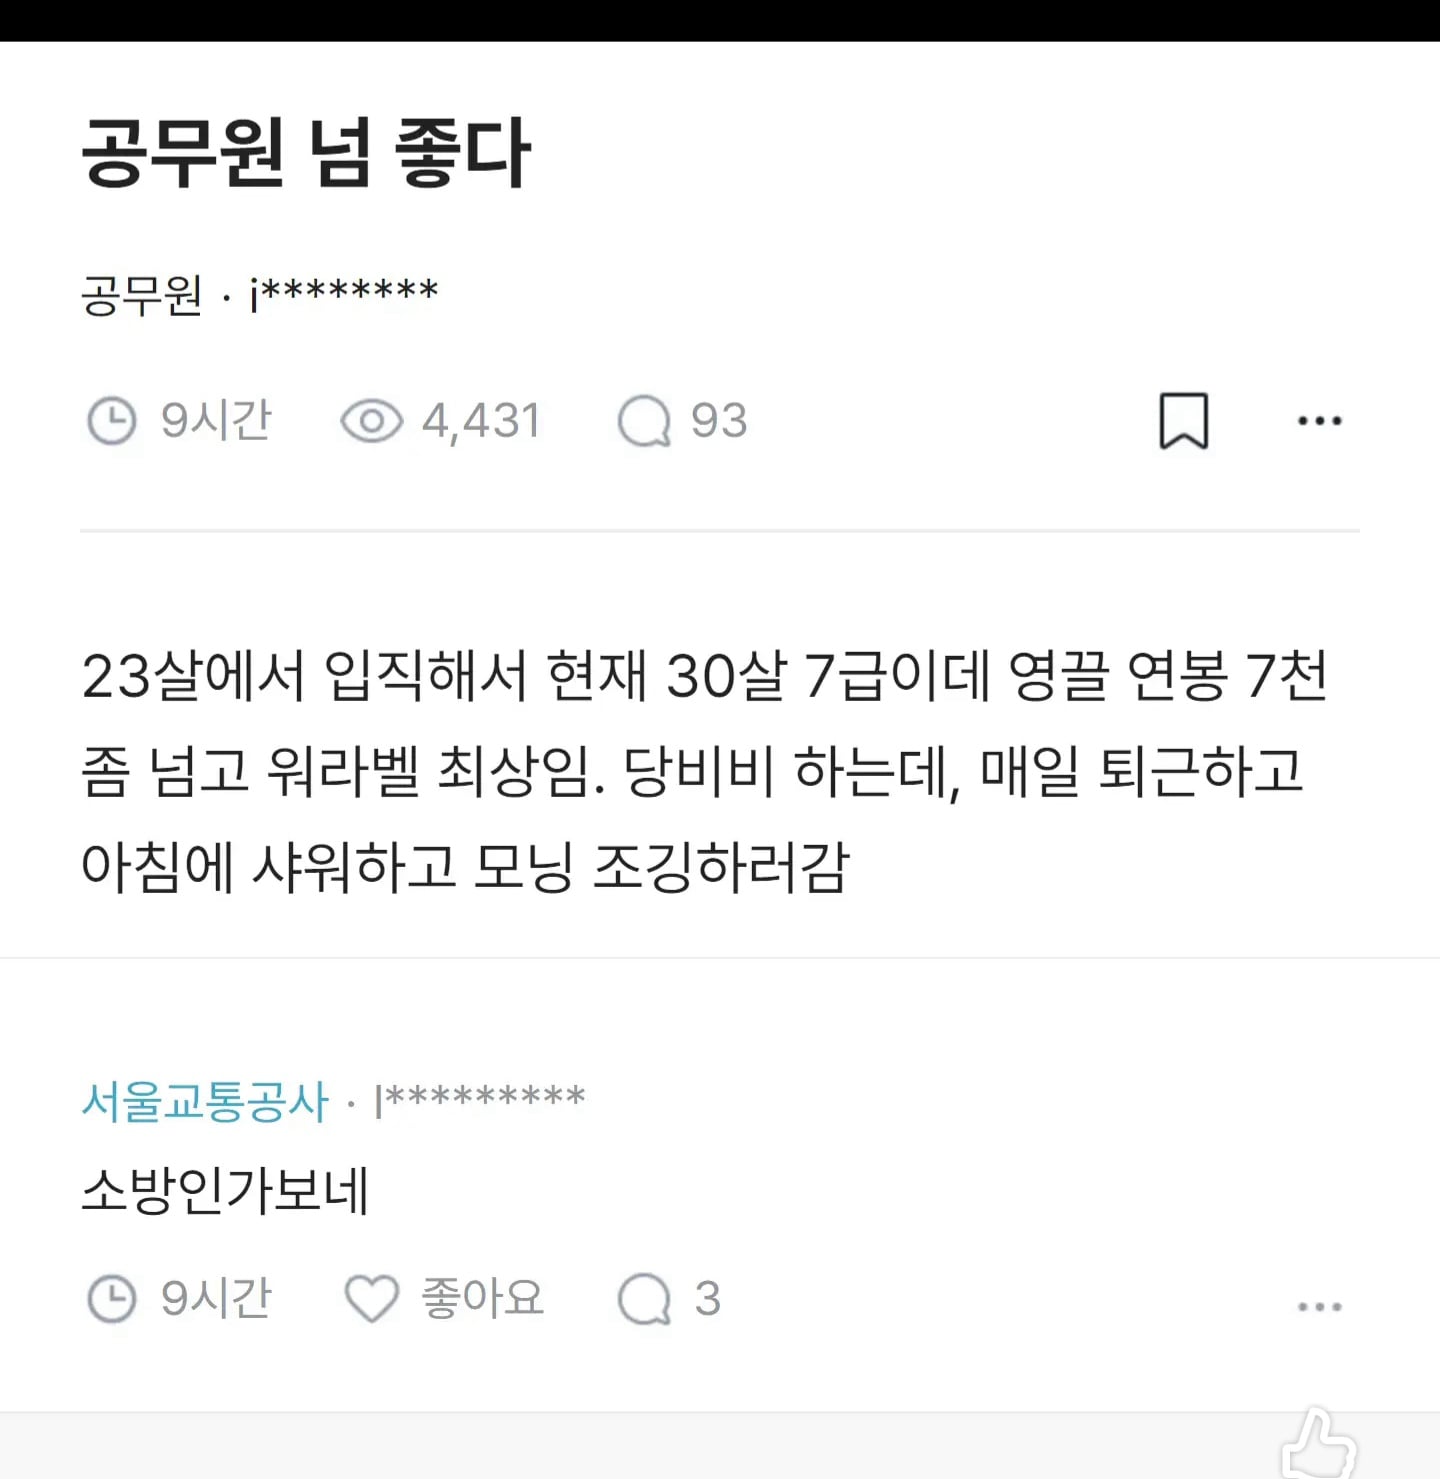 공무원 넘 좋다
공무원 · i********
9시간 4,431 93
23살에서 입직해서 현재 30살 7급이데 영끌 연봉 7천
좀 넘고 워라벨 최상임. 당비비 하는데, 매일 퇴근하고
아침에 샤워하고 모닝 조깅하러감
서울교통공사 · l*********
소방인가보네
9시간 좋아요 3